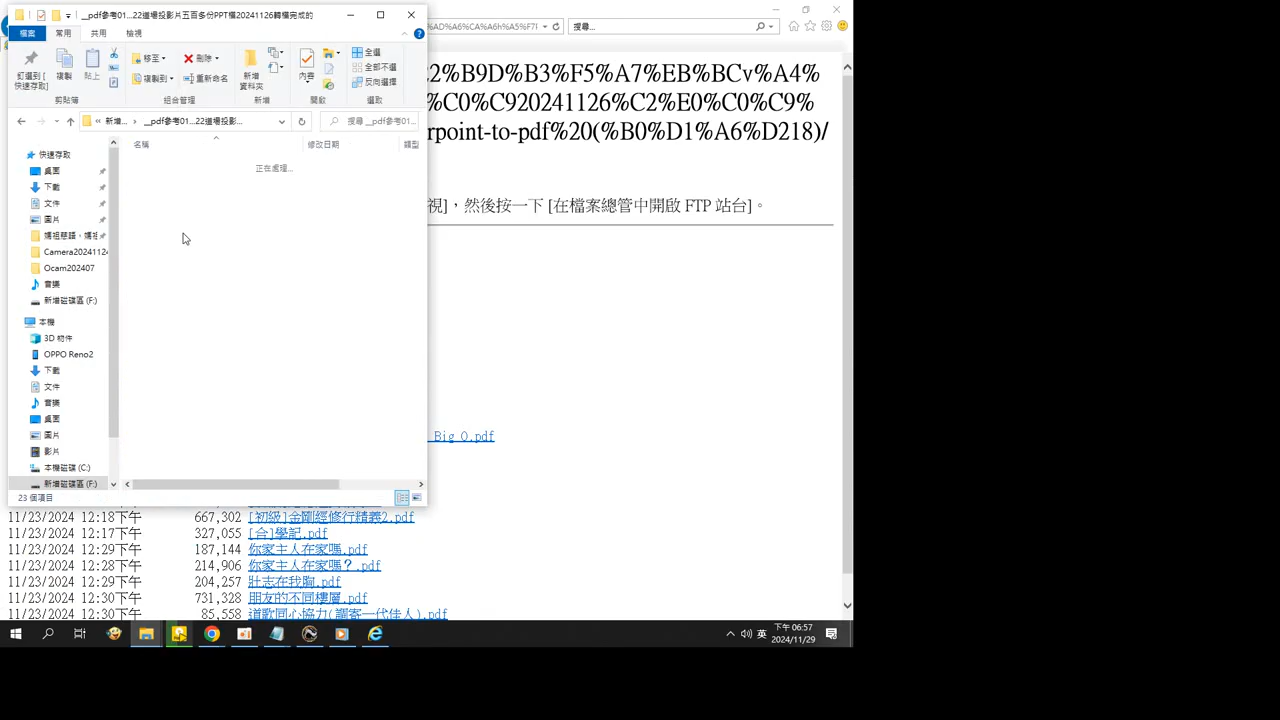 __pdf參考01...22道場投影片五百多份PPT檔20241126轉檔完成的
檔案 常用 共用 檢視
釘選到 [快速存取] 複製 貼上 移至 複製到 刪除 重新命名 新增資料夾 內容 全選 全部不選 反向選擇
剪貼簿 組合管理 新增 開啟 選取
« 新增... › __pdf參考01...22道場投影片... 搜尋 __pdf參考01...
名稱 修改日期 類型
正在處理...
快速存取
桌面
下載
文件
圖片
Camera20241124
Ocam202407
音樂
新增磁碟區 (F:)
本機
3D 物件
OPPO Reno2
下載
文件
音樂
桌面
圖片
影片
本機磁碟 (C:)
新增磁碟區 (F:)
23 個項目
%AD%A6%CA%A6h%A5%F7I 搜尋...
2%B9D%B3%F5%A7%EB%BCv%A4%
%C0%C920241126%C2%E0%C0%C9%
rpoint-to-pdf%20(%B0%D1%A6%D218)/
視]，然後按一下 [在檔案總管中開啟 FTP 站台]。
Big O.pdf
11/23/2024 12:18下午 667,302 [初級]金剛經修行精義2.pdf
11/23/2024 12:17下午 327,055 [合]學記.pdf
11/23/2024 12:29下午 187,144 你家主人在家嗎.pdf
11/23/2024 12:28下午 214,906 你家主人在家嗎？.pdf
11/23/2024 12:29下午 204,257 壯志在我胸.pdf
11/23/2024 12:30下午 731,328 朋友的不同樓層.pdf
11/23/2024 12:30下午 85,558 道歌同心協力(調寄一代佳人).pdf
英
下午 06:57
2024/11/29